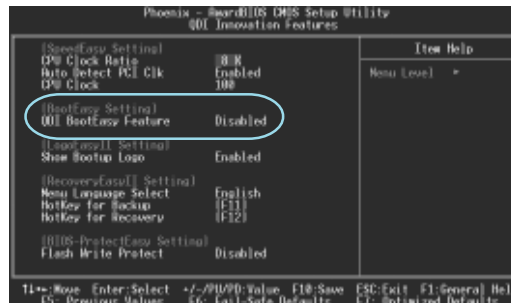 Phoenix - AwardBIOS CMOS Setup Utility
QDI Innovation Features
[SpeedEasy Setting]
CPU Clock Ratio 8 X
Auto Detect PCI Clk Enabled
CPU Clock 100
Item Help
Menu Level ►
[BootEasy Setting]
QDI BootEasy Feature Disabled
[LogoEasyII Setting]
Show Bootup Logo Enabled
[RecoveryEasyII Setting]
Menu Language Select English
HotKey for Backup [F11]
HotKey for Recovery [F12]
[BIOS-ProtectEasy Setting]
Flash Write Protect Disabled
↑↓→←:Move Enter:Select +/-/PU/PD:Value F10:Save ESC:Exit F1:General Hel
F5: Previous Values F6: Fail-Safe Defaults F7: Optimized Defaults